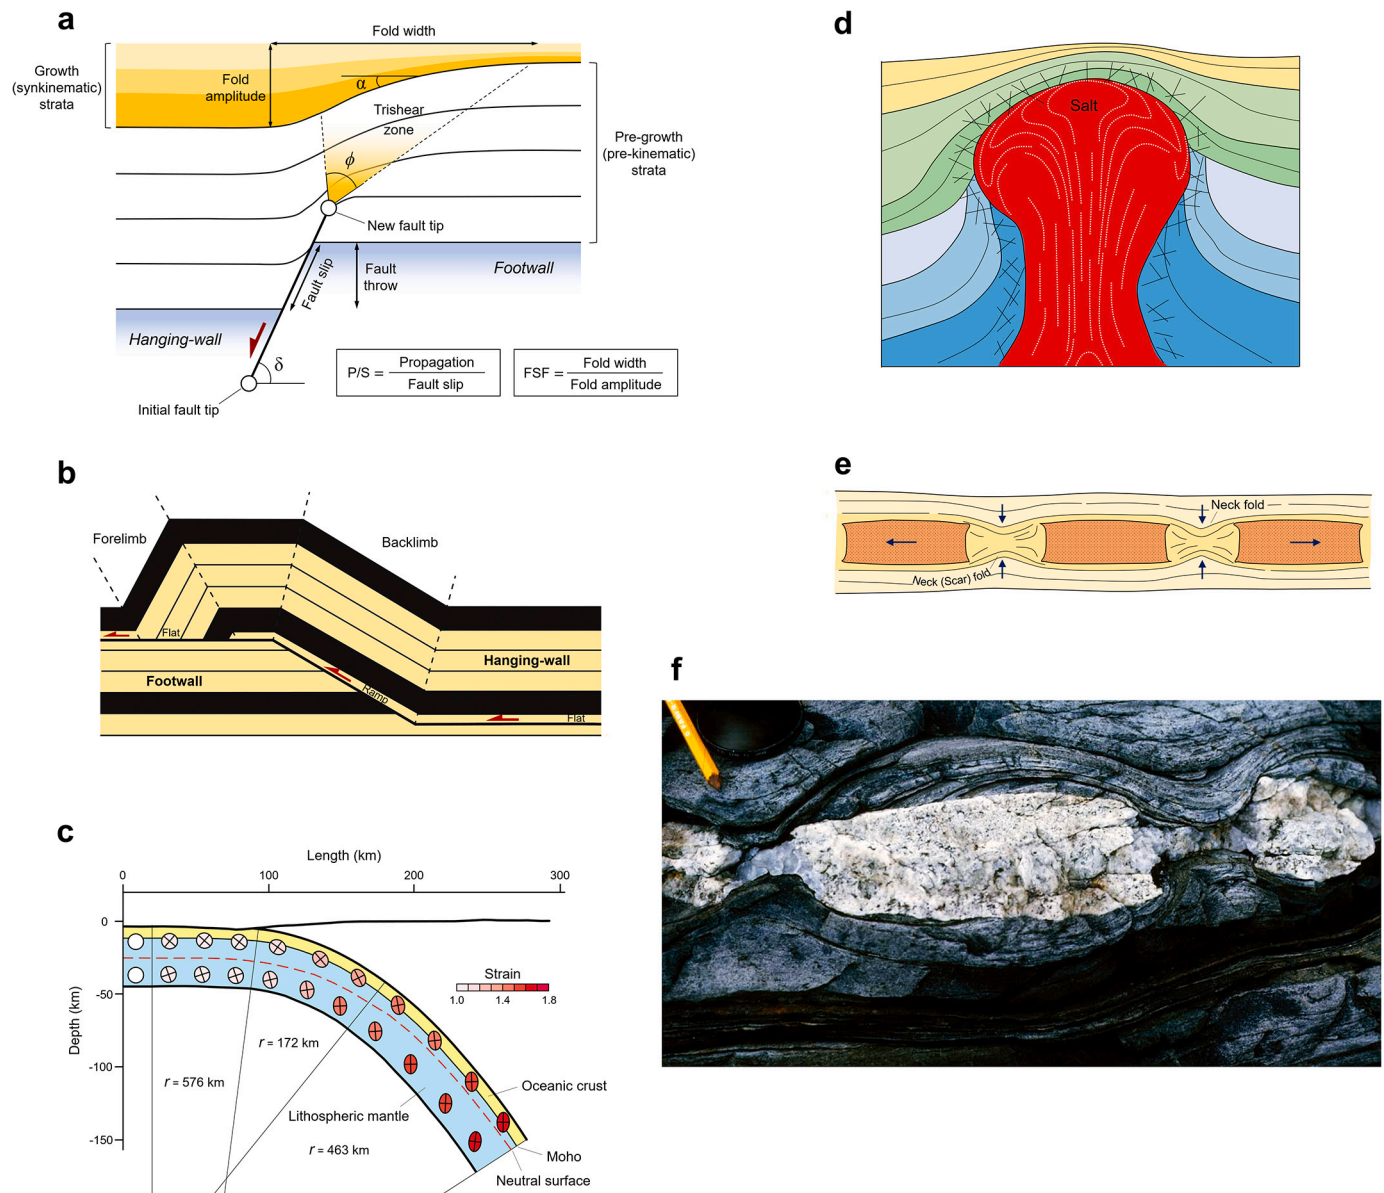 a
Fold width
Growth
(synkinematic)
strata
Fold
amplitude
α
Trishear
zone
ϕ
Pre-growth
(pre-kinematic)
strata
New fault tip
Fault slip
Fault
throw
Footwall
Hanging-wall
δ
Initial fault tip
P/S = Propagation
Fault slip
FSF = Fold width
Fold amplitude
b
Forelimb
Backlimb
Flat
Hanging-wall
Footwall
Ramp
Flat
c
Length (km)
0 100 200 300
0
-50
-100
-150
Depth (km)
Strain
1.0 1.4 1.8
r = 172 km
r = 576 km
r = 463 km
Oceanic crust
Lithospheric mantle
Moho
Neutral surface
d
Salt
e
Neck fold
Neck (Scar) fold
f